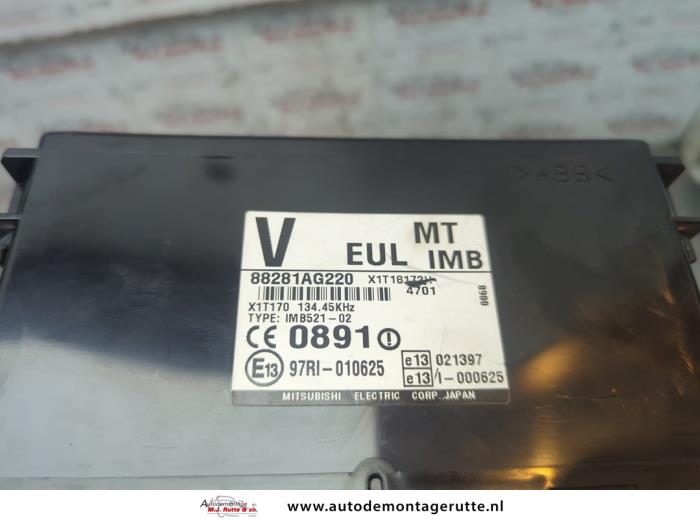 >ABS<
V EUL MT
IMB
88281AG220 X1T18172H
4701
0068
X1T170 134.45KHz
TYPE: IMB521-02
CE 0891
E13 97RI-010625
e13 021397
e13 /1-000625
MITSUBISHI ELECTRIC CORP.,JAPAN
Autodemontage
M.J. Rutte & zn.
www.autodemontagerutte.nl